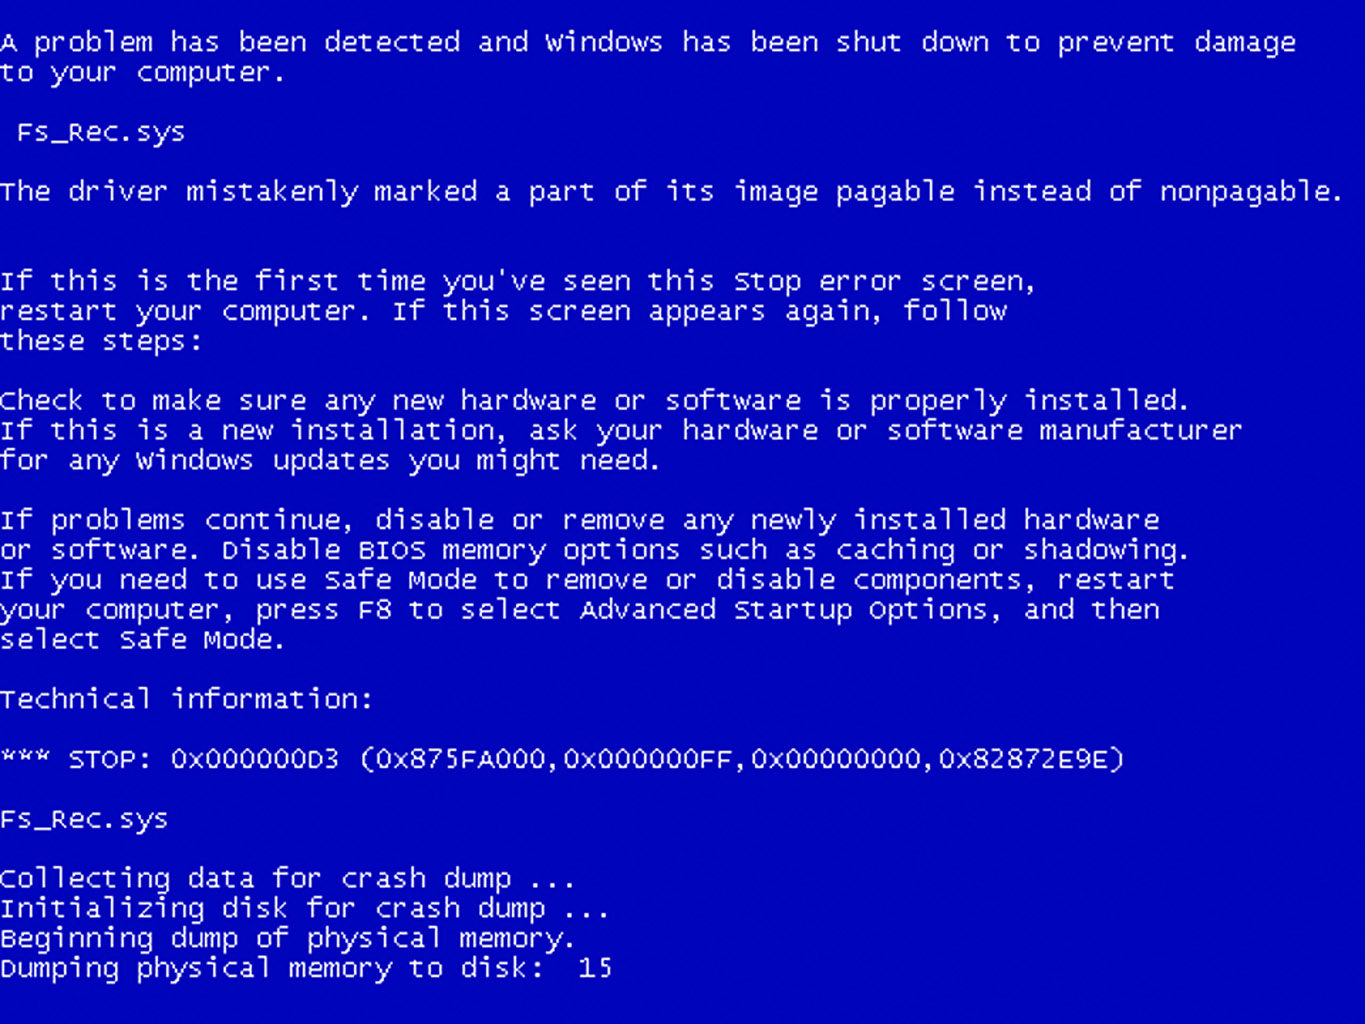 A problem has been detected and Windows has been shut down to prevent damage
to your computer.
Fs_Rec.sys
The driver mistakenly marked a part of its image pagable instead of nonpagable.
If this is the first time you've seen this Stop error screen,
restart your computer. If this screen appears again, follow
these steps:
Check to make sure any new hardware or software is properly installed.
If this is a new installation, ask your hardware or software manufacturer
for any Windows updates you might need.
If problems continue, disable or remove any newly installed hardware
or software. Disable BIOS memory options such as caching or shadowing.
If you need to use Safe Mode to remove or disable components, restart
your computer, press F8 to select Advanced Startup Options, and then
select Safe Mode.
Technical information:
*** STOP: 0x000000D3 (0x875FA000,0x000000FF,0x00000000,0x82872E9E)
Fs_Rec.sys
Collecting data for crash dump ...
Initializing disk for crash dump ...
Beginning dump of physical memory.
Dumping physical memory to disk:  15